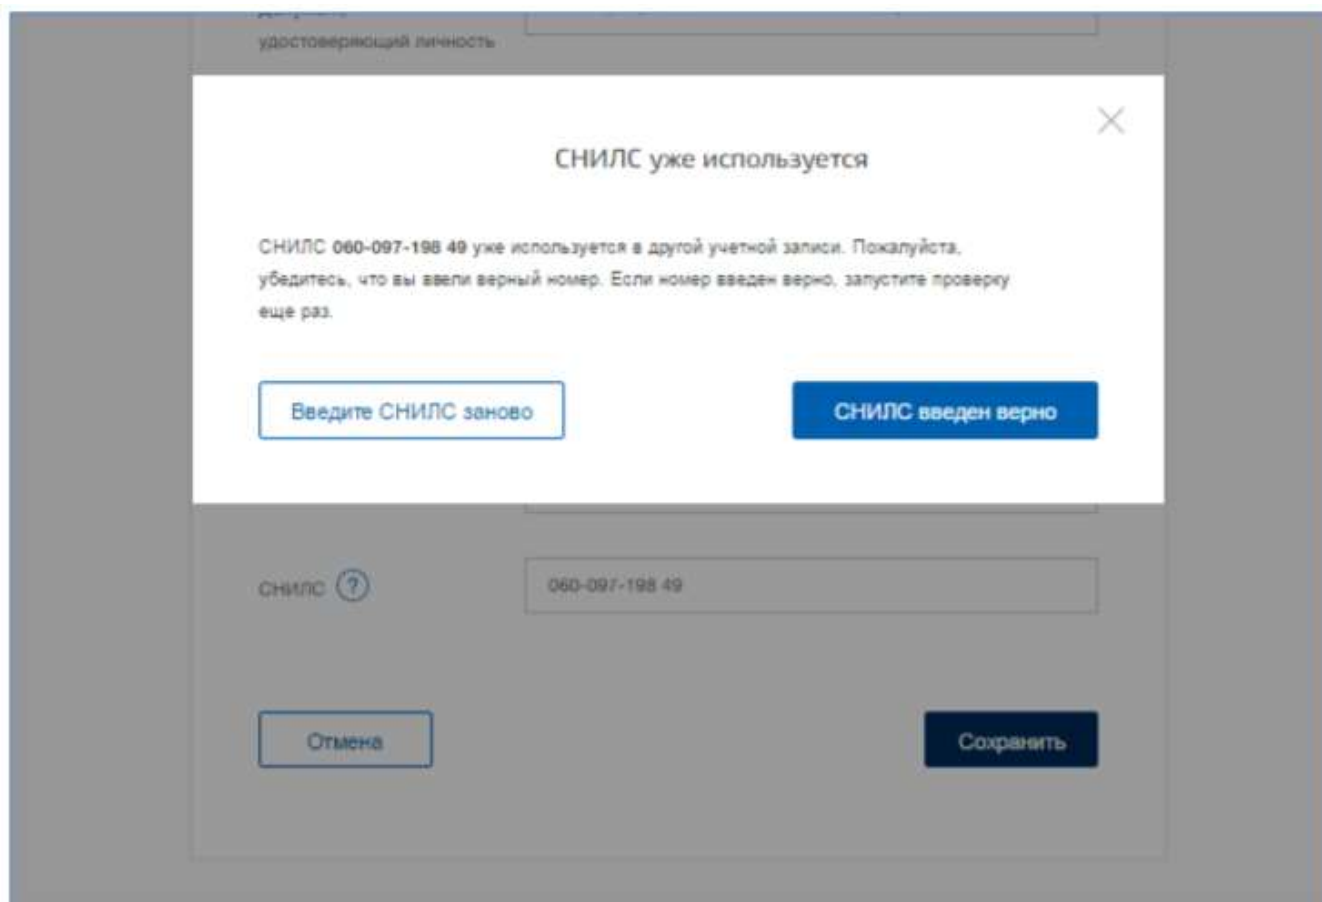 удостоверяющий личность
СНИЛС уже используется
СНИЛС 060-097-198 49 уже используется в другой учетной записи. Пожалуйста,
убедитесь, что вы ввели верный номер. Если номер введен верно, запустите проверку
еще раз.
Введите СНИЛС заново
СНИЛС введен верно
СНИЛС ?
060-097-198 49
Отмена
Сохранить